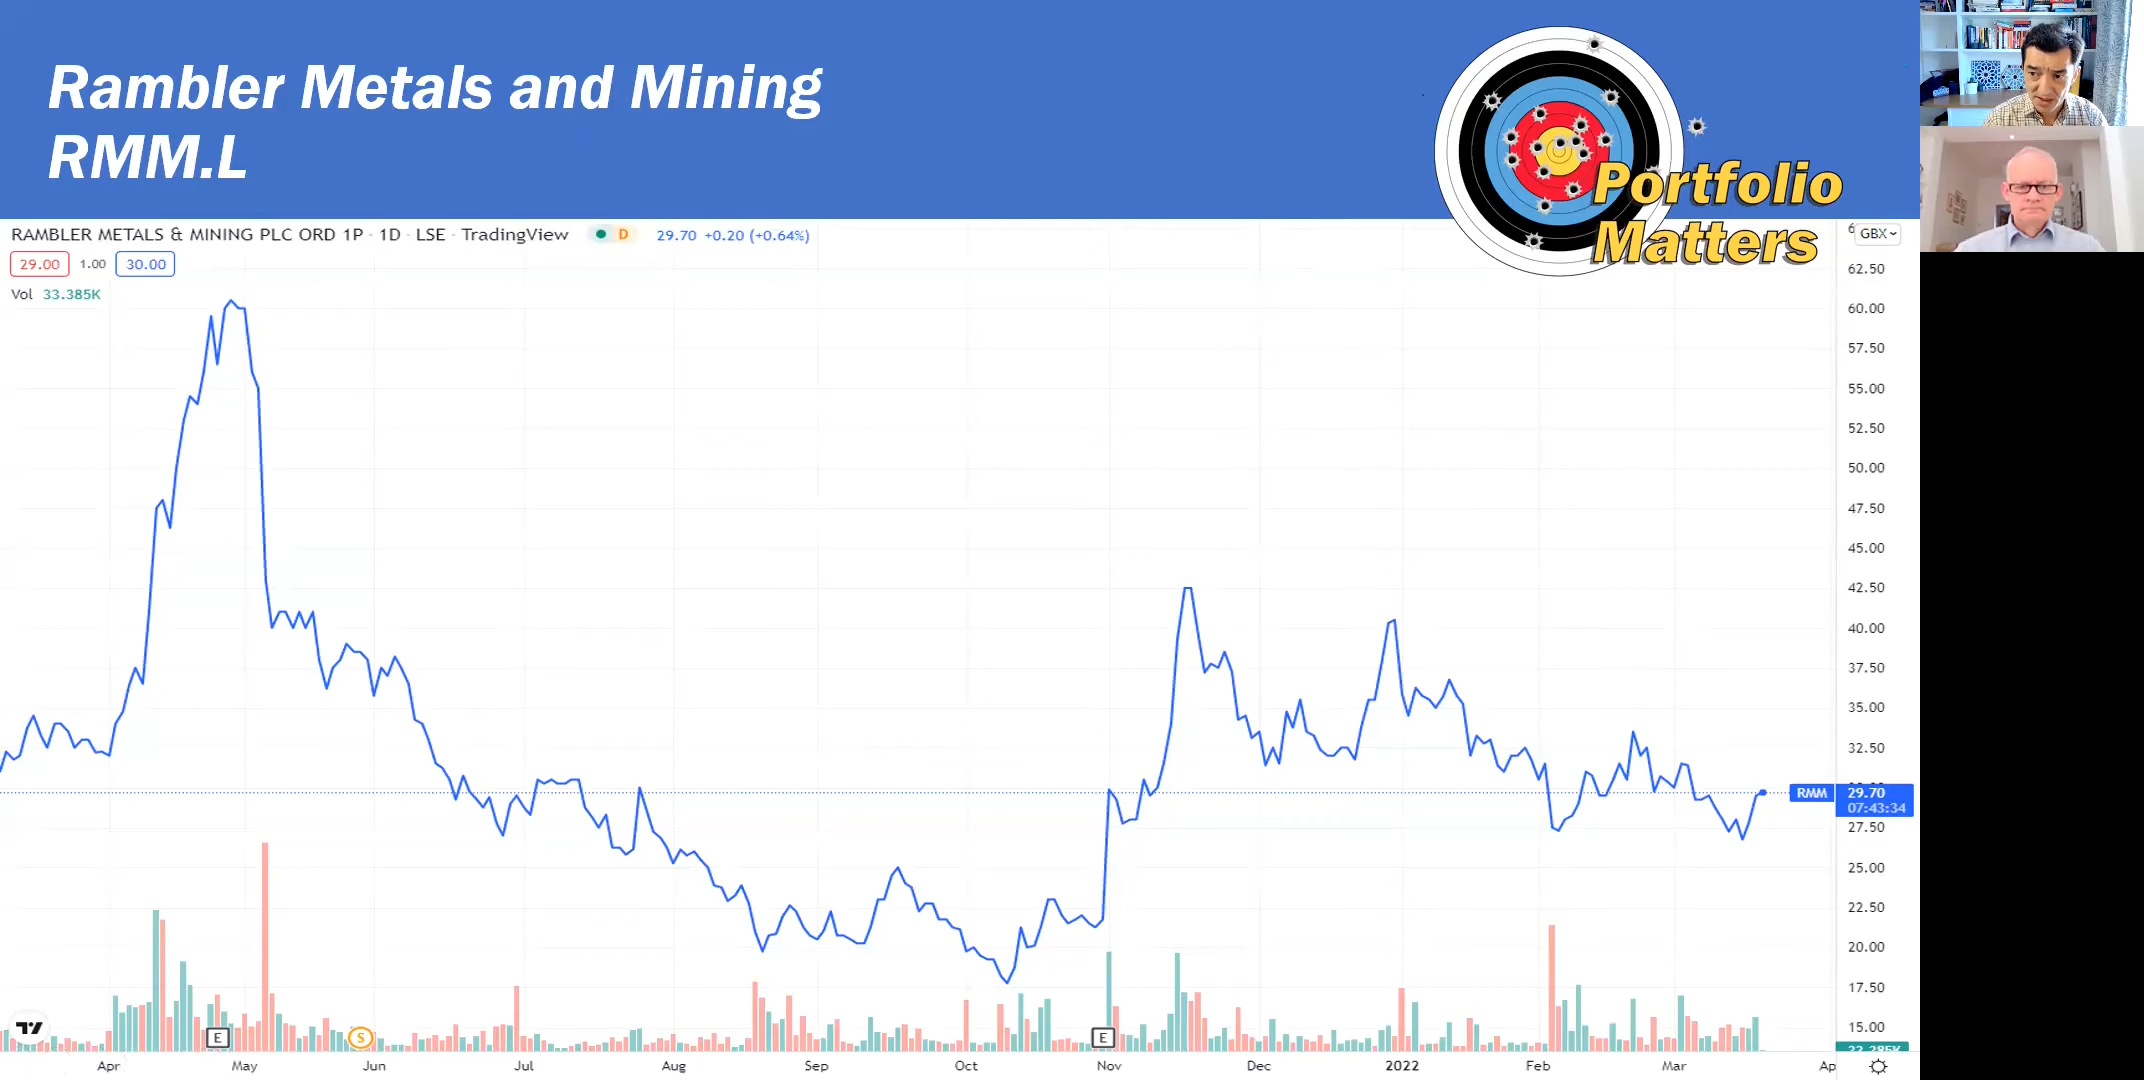 Rambler Metals and Mining
RMM.L
Portfolio
Matters
RAMBLER METALS & MINING PLC ORD 1P · 1D · LSE · TradingView D 29.70 +0.20 (+0.64%)
29.00 1.00 30.00
Vol 33.385K
GBX
62.50
60.00
57.50
55.00
52.50
50.00
47.50
45.00
42.50
40.00
37.50
35.00
32.50
RMM 29.70
07:43:34
27.50
25.00
22.50
20.00
17.50
15.00
E S E
Apr May Jun Jul Aug Sep Oct Nov Dec 2022 Feb Mar Ap